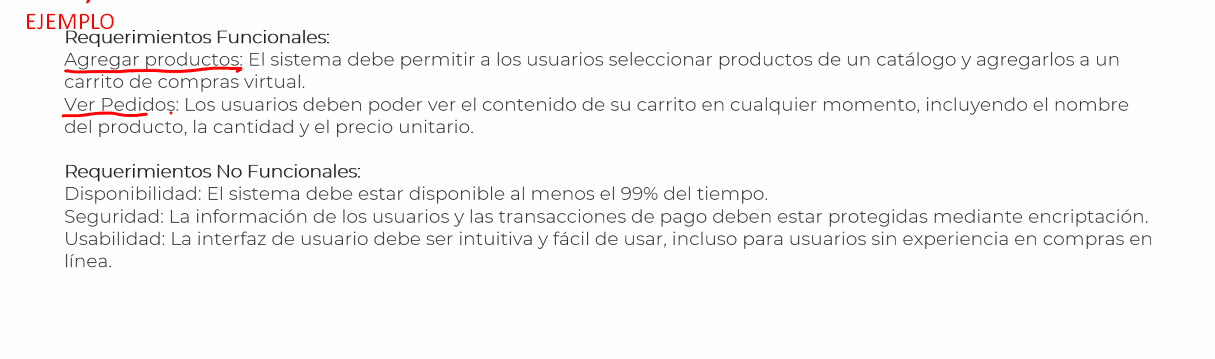 EJEMPLO
Requerimientos Funcionales:
Agregar productos: El sistema debe permitir a los usuarios seleccionar productos de un catálogo y agregarlos a un
carrito de compras virtual.
Ver Pedidos: Los usuarios deben poder ver el contenido de su carrito en cualquier momento, incluyendo el nombre
del producto, la cantidad y el precio unitario.
Requerimientos No Funcionales:
Disponibilidad: El sistema debe estar disponible al menos el 99% del tiempo.
Seguridad: La información de los usuarios y las transacciones de pago deben estar protegidas mediante encriptación.
Usabilidad: La interfaz de usuario debe ser intuitiva y fácil de usar, incluso para usuarios sin experiencia en compras en
línea.